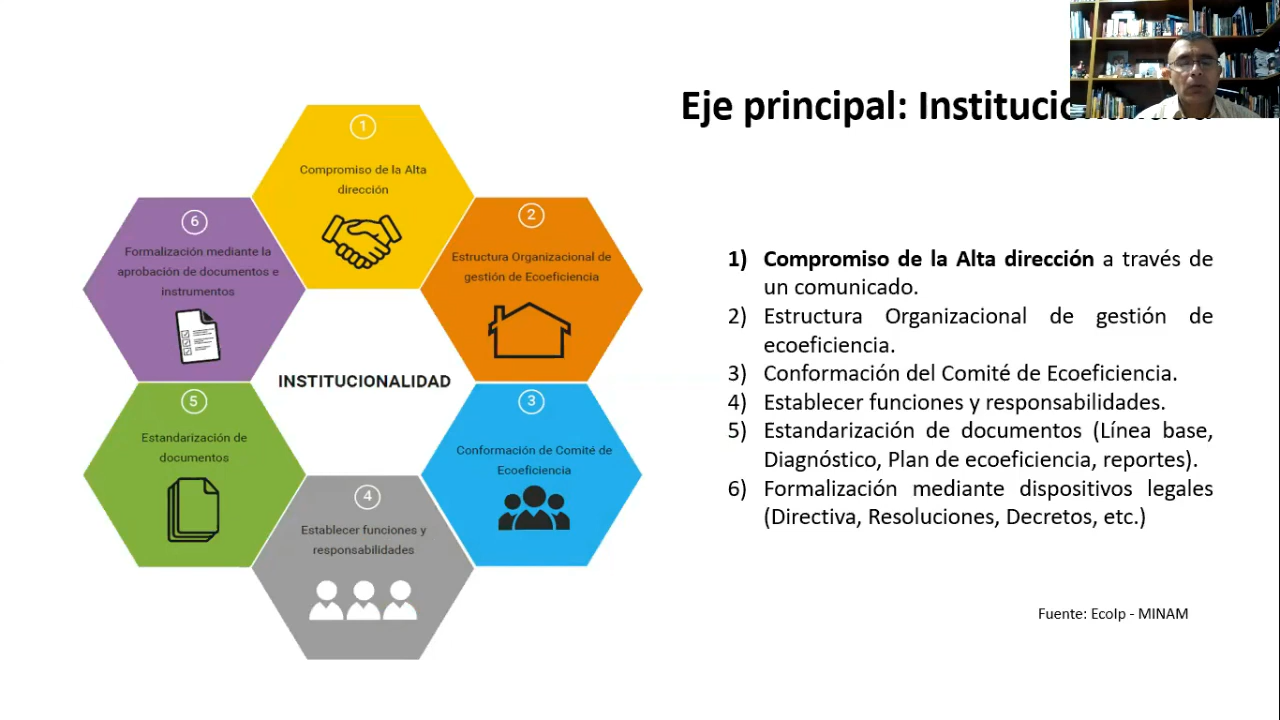 Eje principal:
1
Compromiso de la Alta
dirección
2
Estructura Organizacional de
gestión de Ecoeficiencia
3
Conformación de Comité de
Ecoeficiencia
4
Establecer funciones y
responsabilidades
5
Estandarización de
documentos
6
Formalización mediante la
aprobación de documentos e
instrumentos
INSTITUCIONALIDAD
1) Compromiso de la Alta dirección a través de
un comunicado.
2) Estructura Organizacional de gestión de
ecoeficiencia.
3) Conformación del Comité de Ecoeficiencia.
4) Establecer funciones y responsabilidades.
5) Estandarización de documentos (Línea base,
Diagnóstico, Plan de ecoeficiencia, reportes).
6) Formalización mediante dispositivos legales
(Directiva, Resoluciones, Decretos, etc.)
Fuente: EcoIp - MINAM